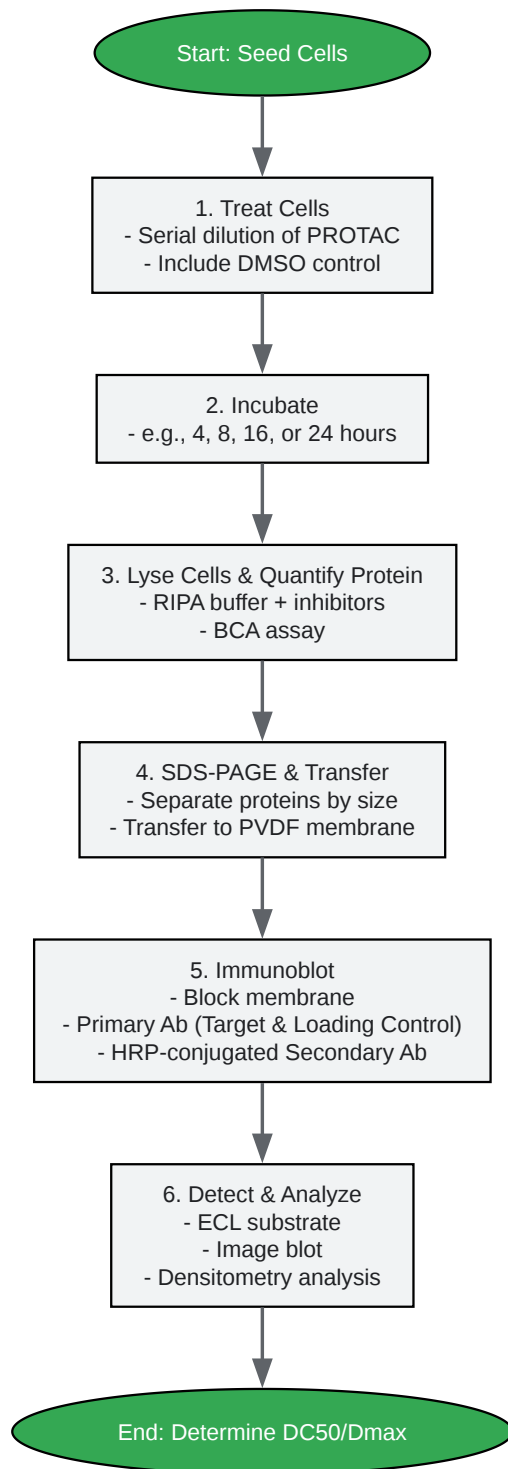 Start: Seed Cells
1. Treat Cells
- Serial dilution of PROTAC
- Include DMSO control
2. Incubate
- e.g., 4, 8, 16, or 24 hours
3. Lyse Cells & Quantify Protein
- RIPA buffer + inhibitors
- BCA assay
4. SDS-PAGE & Transfer
- Separate proteins by size
- Transfer to PVDF membrane
5. Immunoblot
- Block membrane
- Primary Ab (Target & Loading Control)
- HRP-conjugated Secondary Ab
6. Detect & Analyze
- ECL substrate
- Image blot
- Densitometry analysis
End: Determine DC50/Dmax